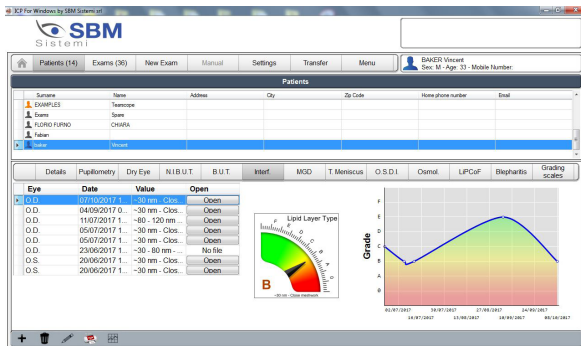 ICP For Windows by SBM Sistemi srl
SBM
Sistemi
Patients (14)
Exams (36)
New Exam
Manual
Settings
Transfer
Menu
BAKER Vincent
Sex: M - Age: 33 - Mobile Number:
Patients
Surname Name Address City Zip Code Home phone number Email
EXAMPLES Tearscope
Exams Spare
FLORIO FURNO CHIARA
Fabian
baker Vincent
Details
Pupillometry
Dry Eye
N.I.B.U.T.
B.U.T.
Interf.
MGD
T. Meniscus
O.S.D.I.
Osmol.
LiPCoF
Blepharitis
Grading scales
Eye Date Value Open
O.D. 07/10/2017 1... ~30 nm - Clos... Open
O.D. 04/09/2017 0... ~30 nm - Clos... Open
O.D. 11/07/2017 1... ~80 - 120 nm ... Open
O.D. 05/07/2017 1... ~30 nm - Clos... Open
O.D. 05/07/2017 1... ~30 nm - Clos... Open
O.D. 23/06/2017 1... ~30 - 80 nm - ... No file
O.S. 20/06/2017 1... ~30 nm - Clos... Open
O.S. 20/06/2017 1... ~30 nm - Clos... Open
Lipid Layer Type
F
E
D
C
B
A
0
B
~30 nm - Close meshwork
Grade
F
E
D
C
B
A
0
02/07/2017 30/07/2017 27/08/2017 24/09/2017
16/07/2017 13/08/2017 10/09/2017 08/10/2017